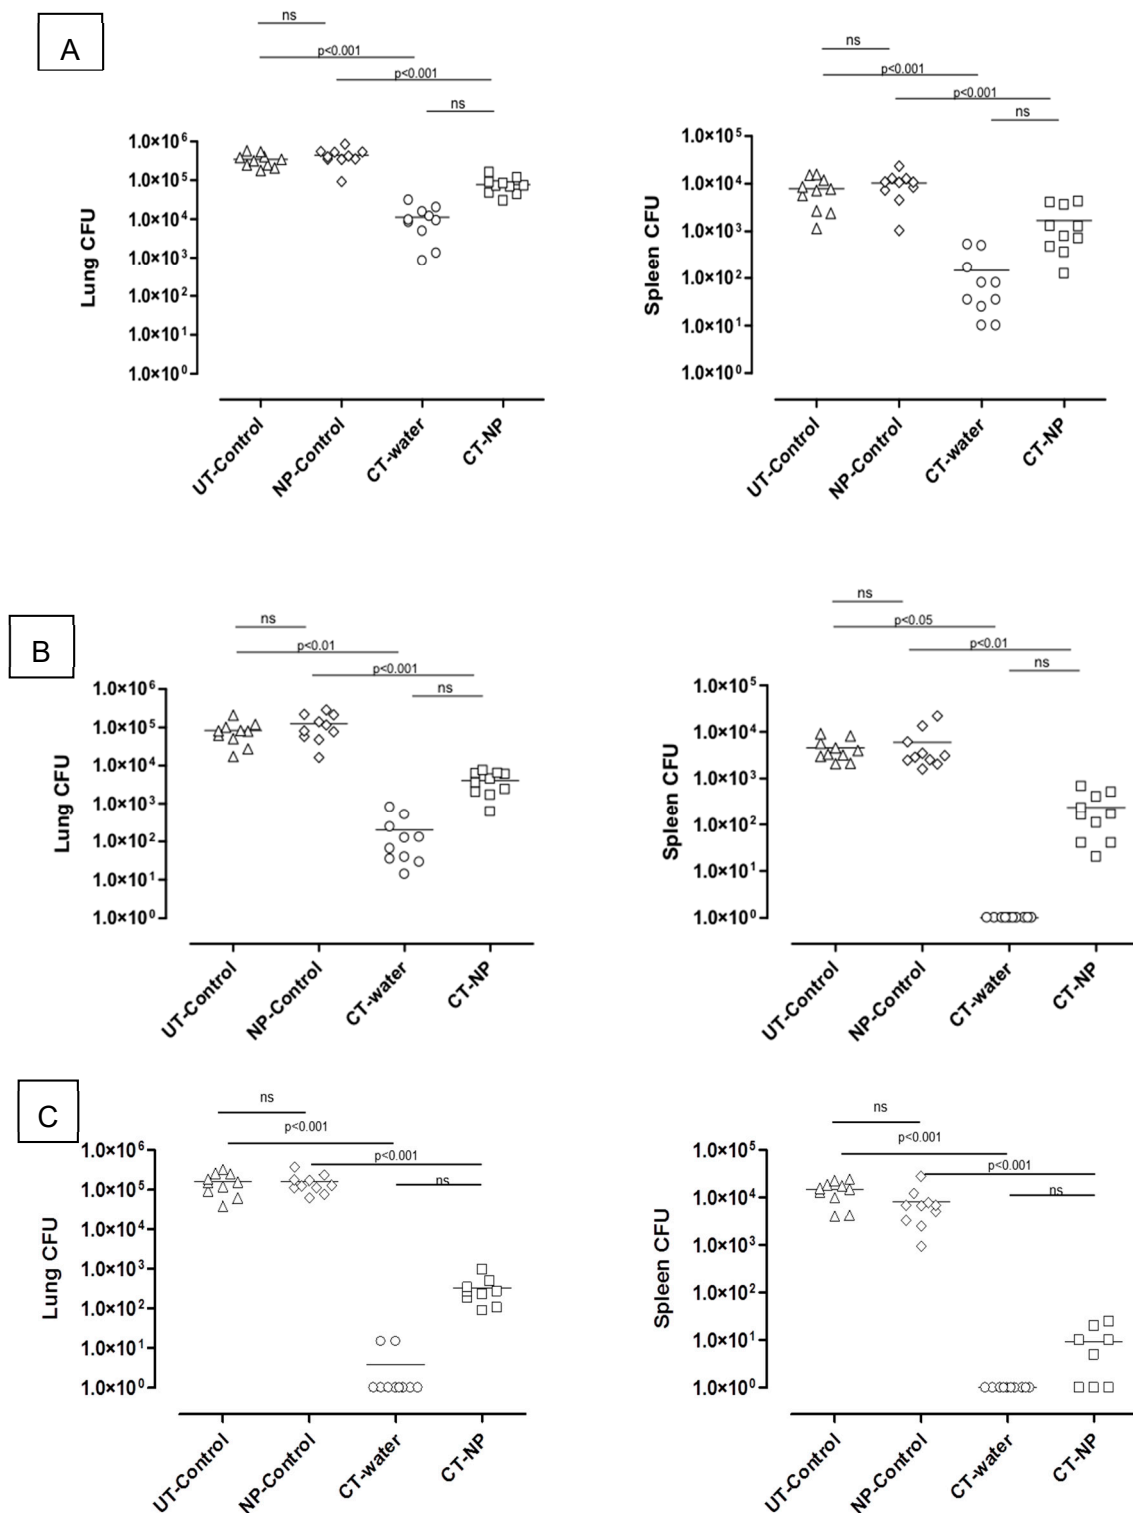 A
ns
p<0.001
p<0.001
ns
1.0×10⁶
1.0×10⁵
1.0×10⁴
1.0×10³
1.0×10²
1.0×10¹
1.0×10⁰
Lung CFU
UT-Control
NP-Control
CT-water
CT-NP
ns
p<0.001
p<0.001
ns
1.0×10⁵
1.0×10⁴
1.0×10³
1.0×10²
1.0×10¹
1.0×10⁰
Spleen CFU
UT-Control
NP-Control
CT-water
CT-NP
B
ns
p<0.01
p<0.001
ns
1.0×10⁶
1.0×10⁵
1.0×10⁴
1.0×10³
1.0×10²
1.0×10¹
1.0×10⁰
Lung CFU
UT-Control
NP-Control
CT-water
CT-NP
ns
p<0.05
p<0.01
ns
1.0×10⁵
1.0×10⁴
1.0×10³
1.0×10²
1.0×10¹
1.0×10⁰
Spleen CFU
UT-Control
NP-Control
CT-water
CT-NP
C
ns
p<0.001
p<0.001
ns
1.0×10⁶
1.0×10⁵
1.0×10⁴
1.0×10³
1.0×10²
1.0×10¹
1.0×10⁰
Lung CFU
UT-Control
NP-Control
CT-water
CT-NP
ns
p<0.001
p<0.001
ns
1.0×10⁵
1.0×10⁴
1.0×10³
1.0×10²
1.0×10¹
1.0×10⁰
Spleen CFU
UT-Control
NP-Control
CT-water
CT-NP